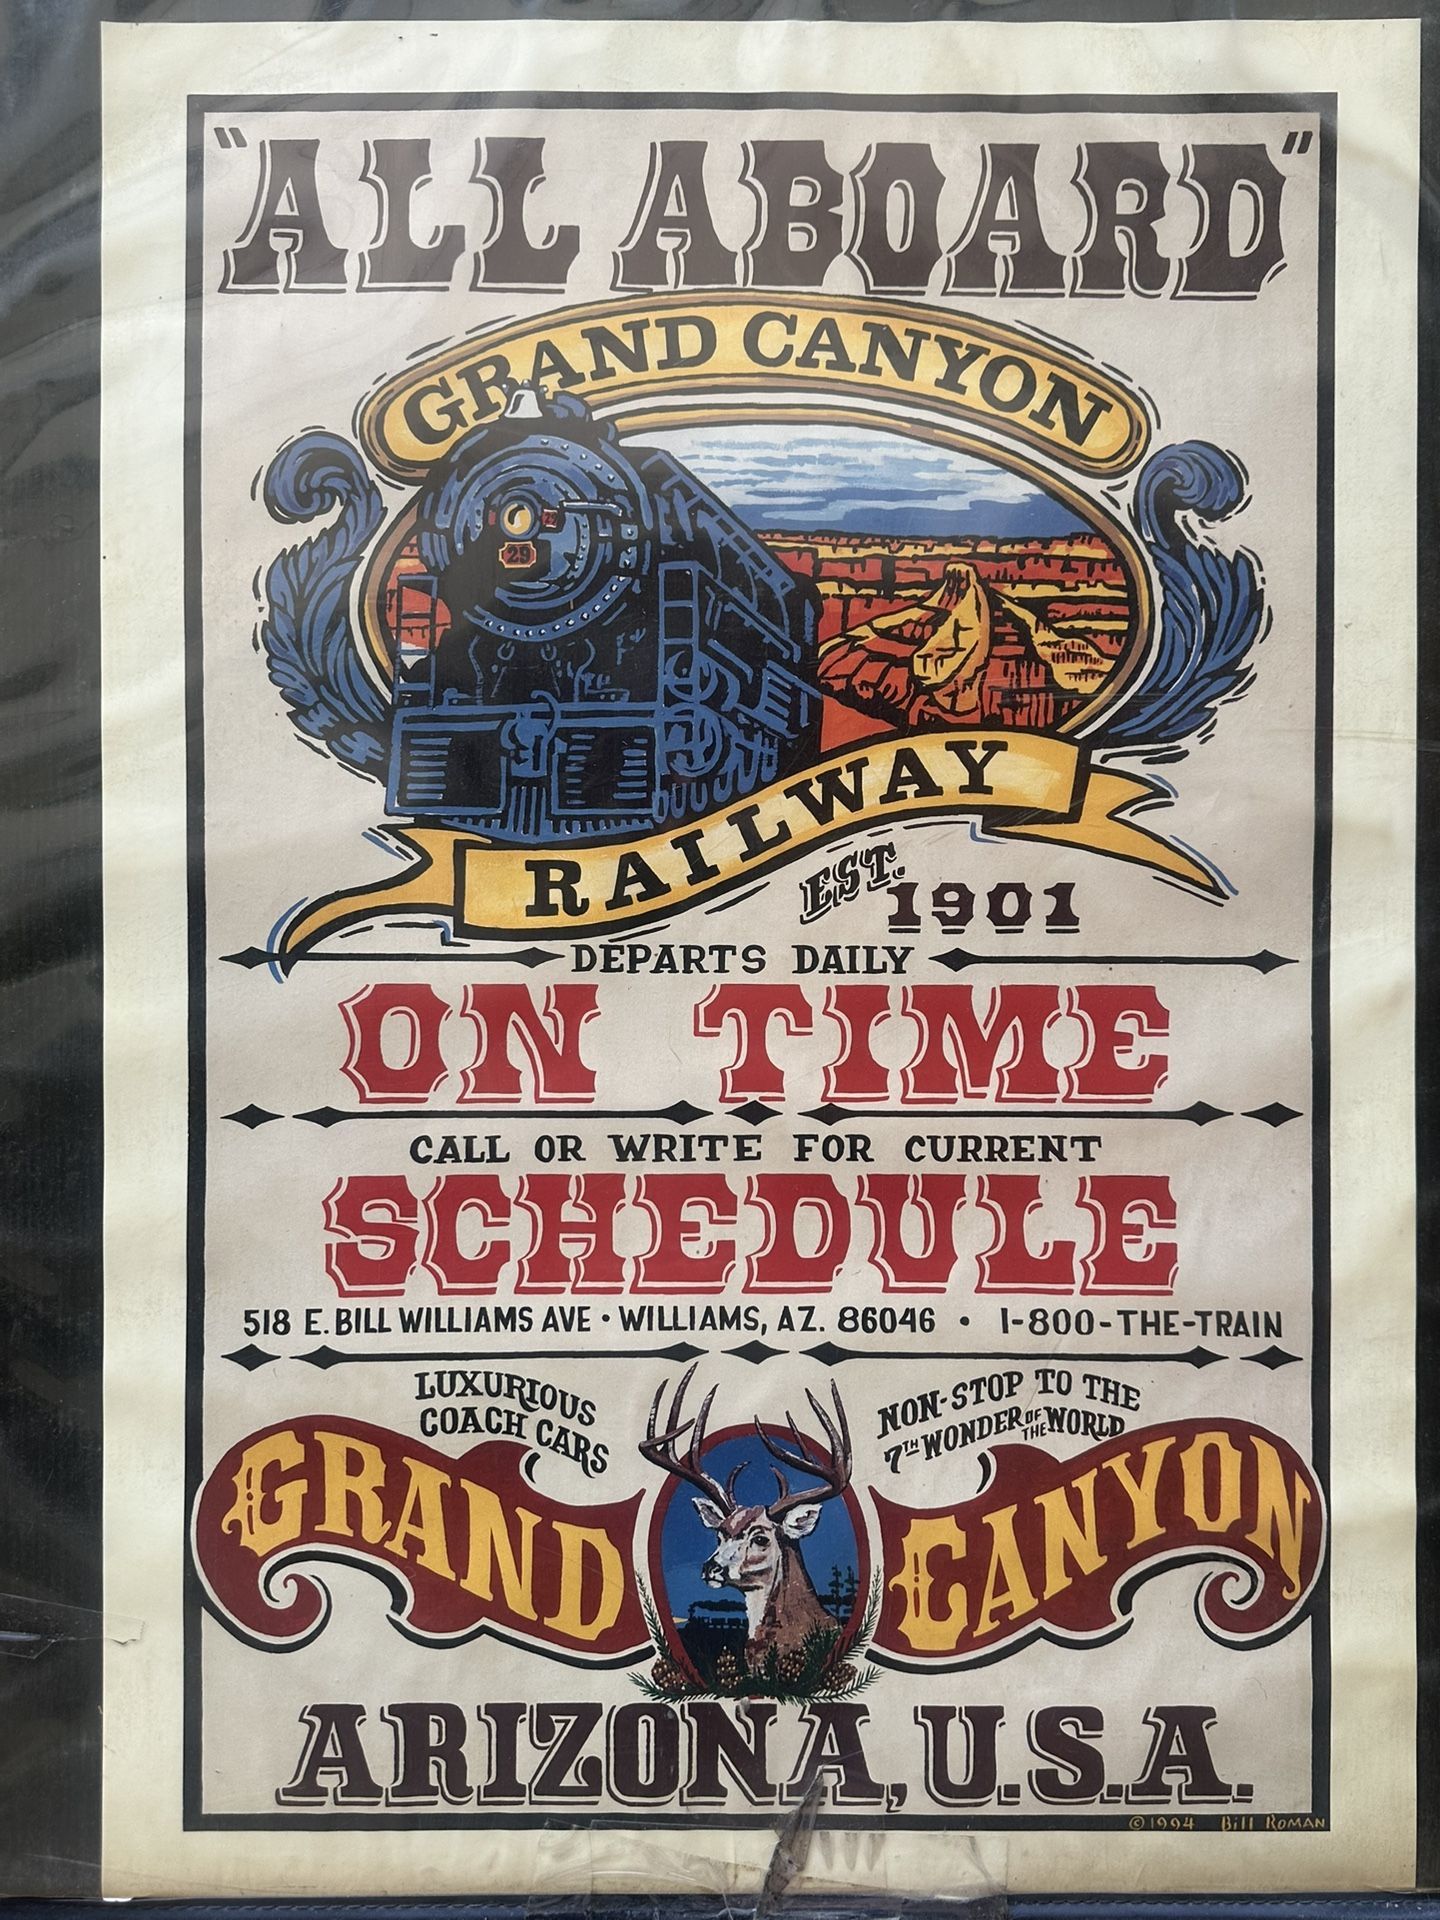 "ALL ABOARD"
GRAND CANYON
29
RAILWAY
EST. 1901
DEPARTS DAILY
ON TIME
CALL OR WRITE FOR CURRENT
SCHEDULE
518 E. BILL WILLIAMS AVE • WILLIAMS, AZ. 86046 • 1-800-THE-TRAIN
LUXURIOUS
COACH CARS
NON-STOP TO THE
7TH WONDER OF THE WORLD
GRAND CANYON
ARIZONA, U.S.A.
©1994 Bill ROMAN